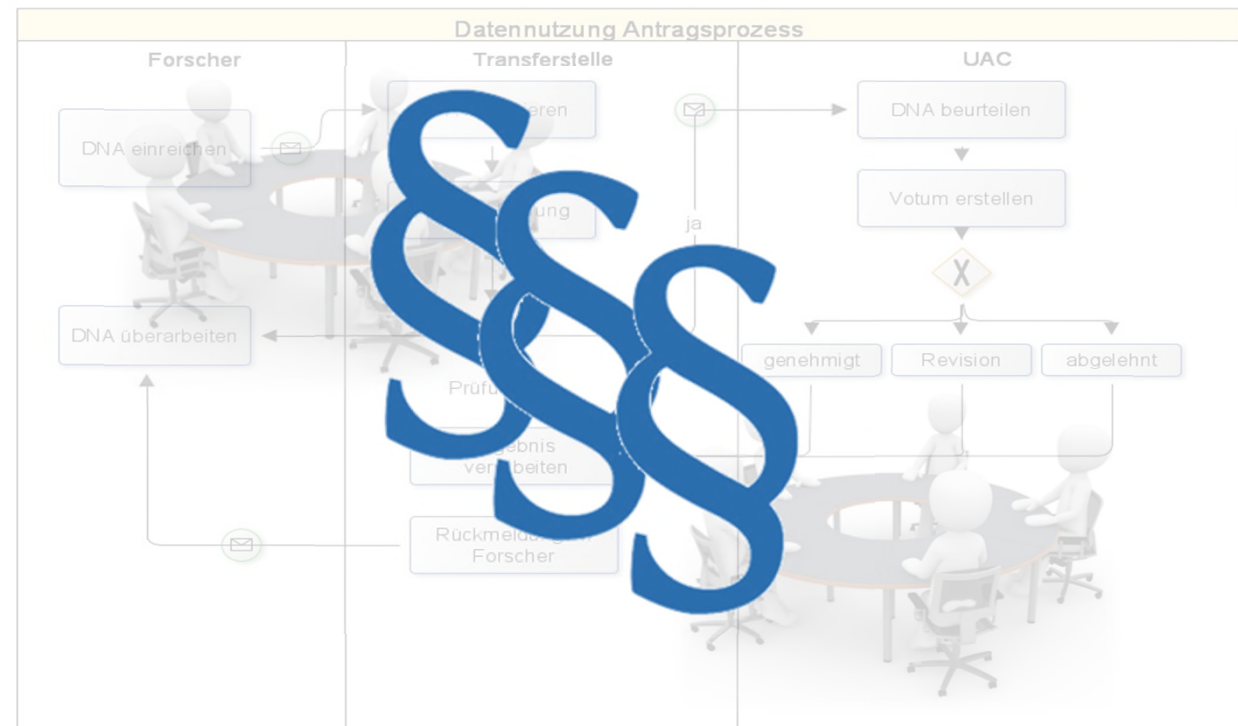 Datennutzung Antragsprozess
Forscher
Transferstelle
UAC
DNA einreichen
DNA beurteilen
Votum erstellen
ja
X
DNA überarbeiten
genehmigt
Revision
abgelehnt
Forscher
§§§